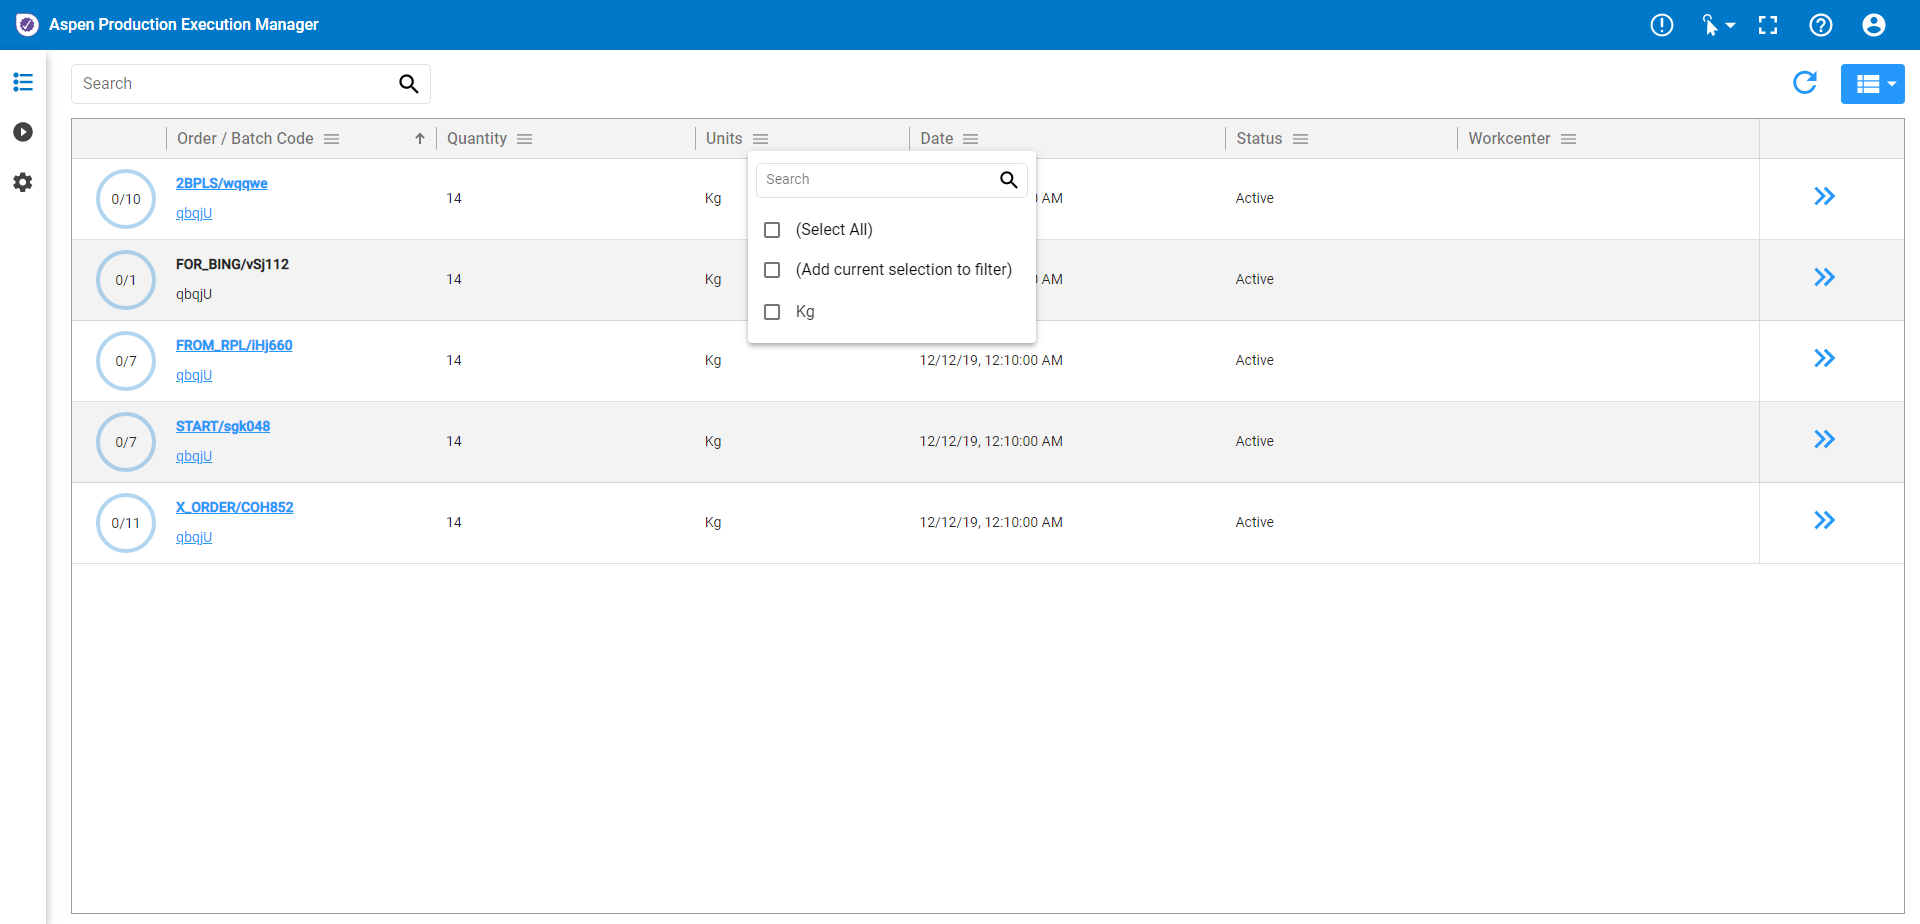 Aspen Production Execution Manager
Search
Order / Batch Code Quantity Units Date Status Workcenter
0/10 2BPLS/wqqwe qbqjU 14 Kg AM Active
0/1 FOR_BING/vSj112 qbqjU 14 Kg AM Active
Search
(Select All)
(Add current selection to filter)
Kg
0/7 FROM_RPL/iHj660 qbqjU 14 Kg 12/12/19, 12:10:00 AM Active
0/7 START/sgk048 qbqjU 14 Kg 12/12/19, 12:10:00 AM Active
0/11 X_ORDER/COH852 qbqjU 14 Kg 12/12/19, 12:10:00 AM Active